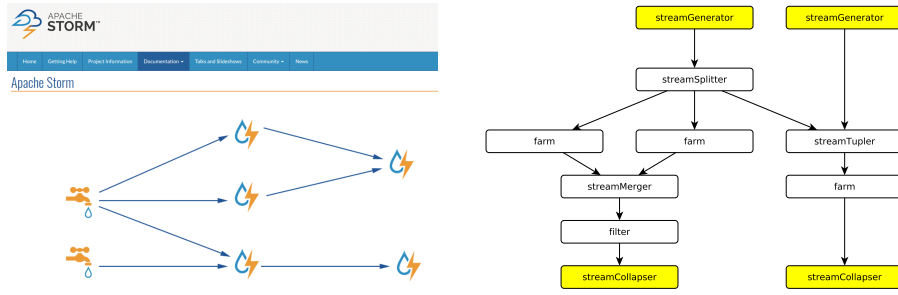 APACHE
STORM™
Home Getting Help Project Information Documentation Talks and Slideshows Community News
Apache Storm
streamGenerator streamGenerator
streamSplitter
farm farm streamTupler
streamMerger farm
filter
streamCollapser streamCollapser